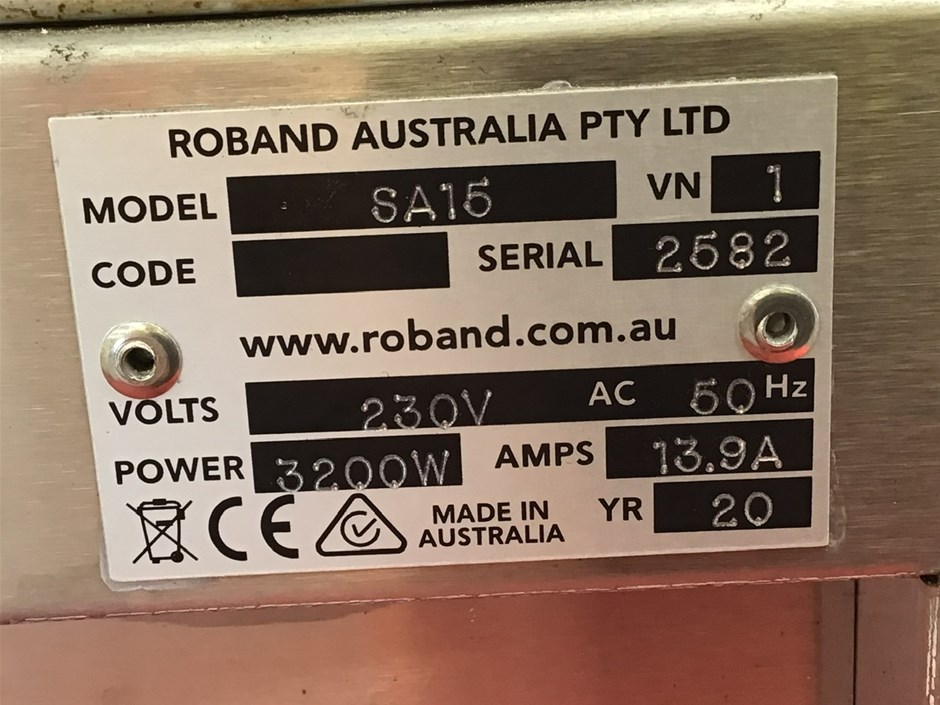 ROBAND AUSTRALIA PTY LTD
MODEL SA15 VN 1
CODE SERIAL 2582
www.roband.com.au
VOLTS 230V AC 50 Hz
POWER 3200W AMPS 13.9A
CE MADE IN AUSTRALIA YR 20